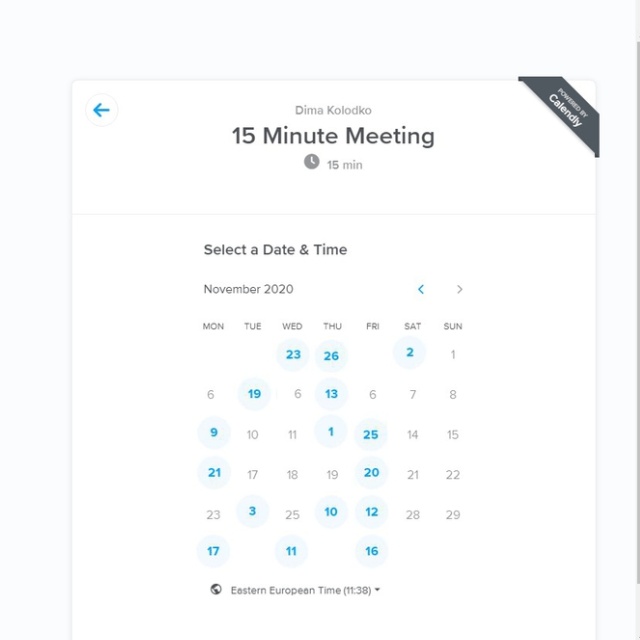 POWERED BY
Calendly
Dima Kolodko
15 Minute Meeting
15 min
Select a Date & Time
November 2020
MON TUE WED THU FRI SAT SUN
23 26 2 1
6 19 6 13 6 7 8
9 10 11 1 25 14 15
21 17 18 19 20 21 22
23 3 25 10 12 28 29
17 11 16
Eastern European Time (11:38)